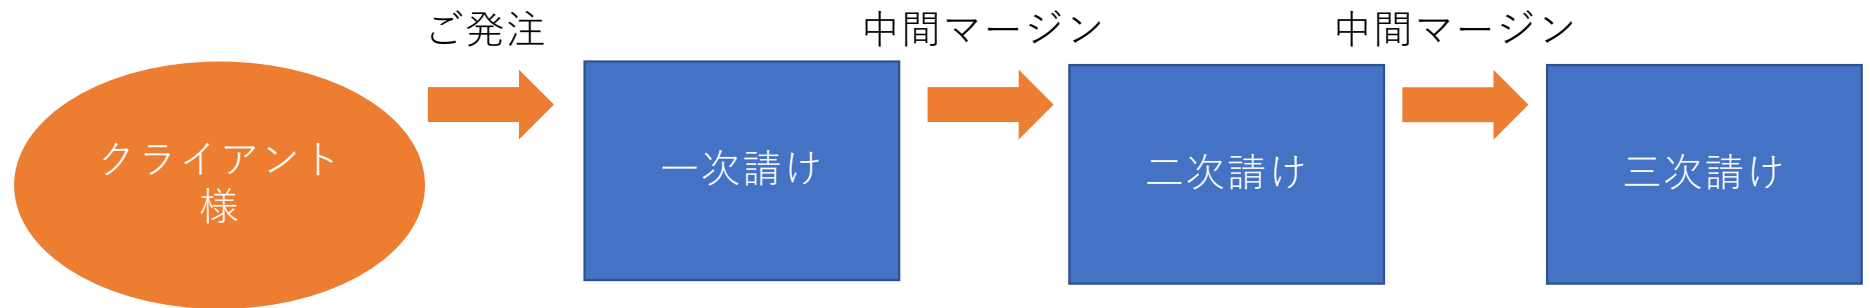 ご発注
中間マージン
中間マージン
クライアント
様
一次請け
二次請け
三次請け